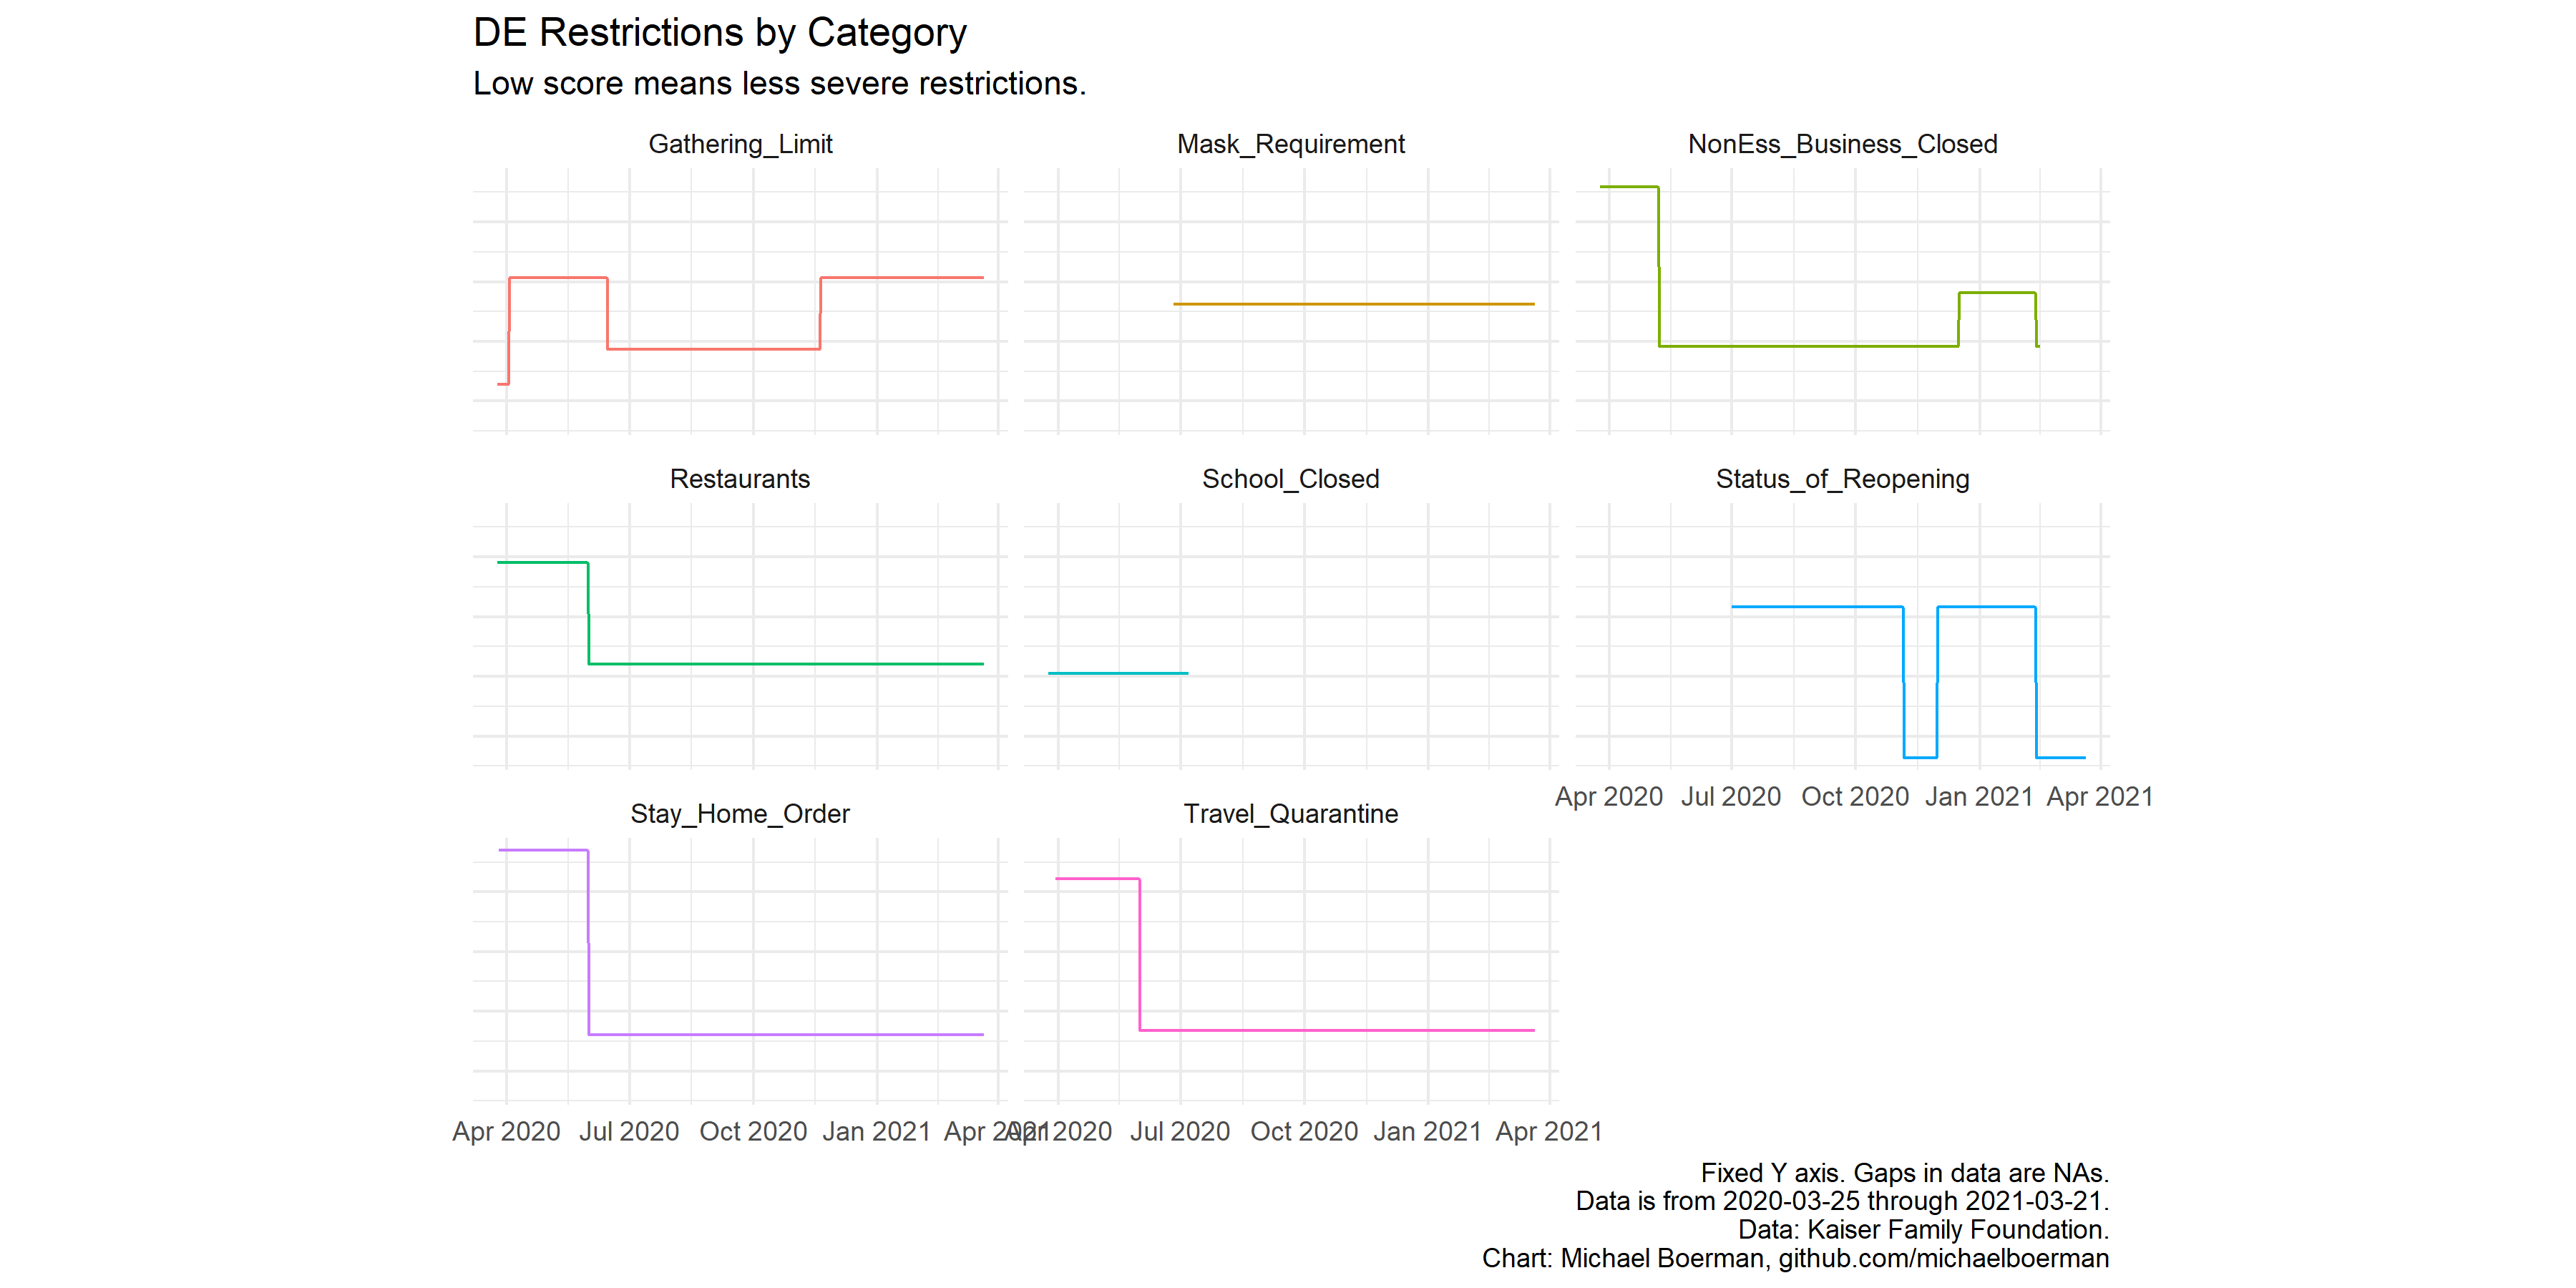 DE Restrictions by Category
Low score means less severe restrictions.
Gathering_Limit
Mask_Requirement
NonEss_Business_Closed
Restaurants
School_Closed
Status_of_Reopening
Apr 2020 Jul 2020 Oct 2020 Jan 2021 Apr 2021
Stay_Home_Order
Travel_Quarantine
Apr 2020 Jul 2020 Oct 2020 Jan 2021 Apr 2021
Apr 2020 Jul 2020 Oct 2020 Jan 2021 Apr 2021
Fixed Y axis. Gaps in data are NAs.
Data is from 2020-03-25 through 2021-03-21.
Data: Kaiser Family Foundation.
Chart: Michael Boerman, github.com/michaelboerman